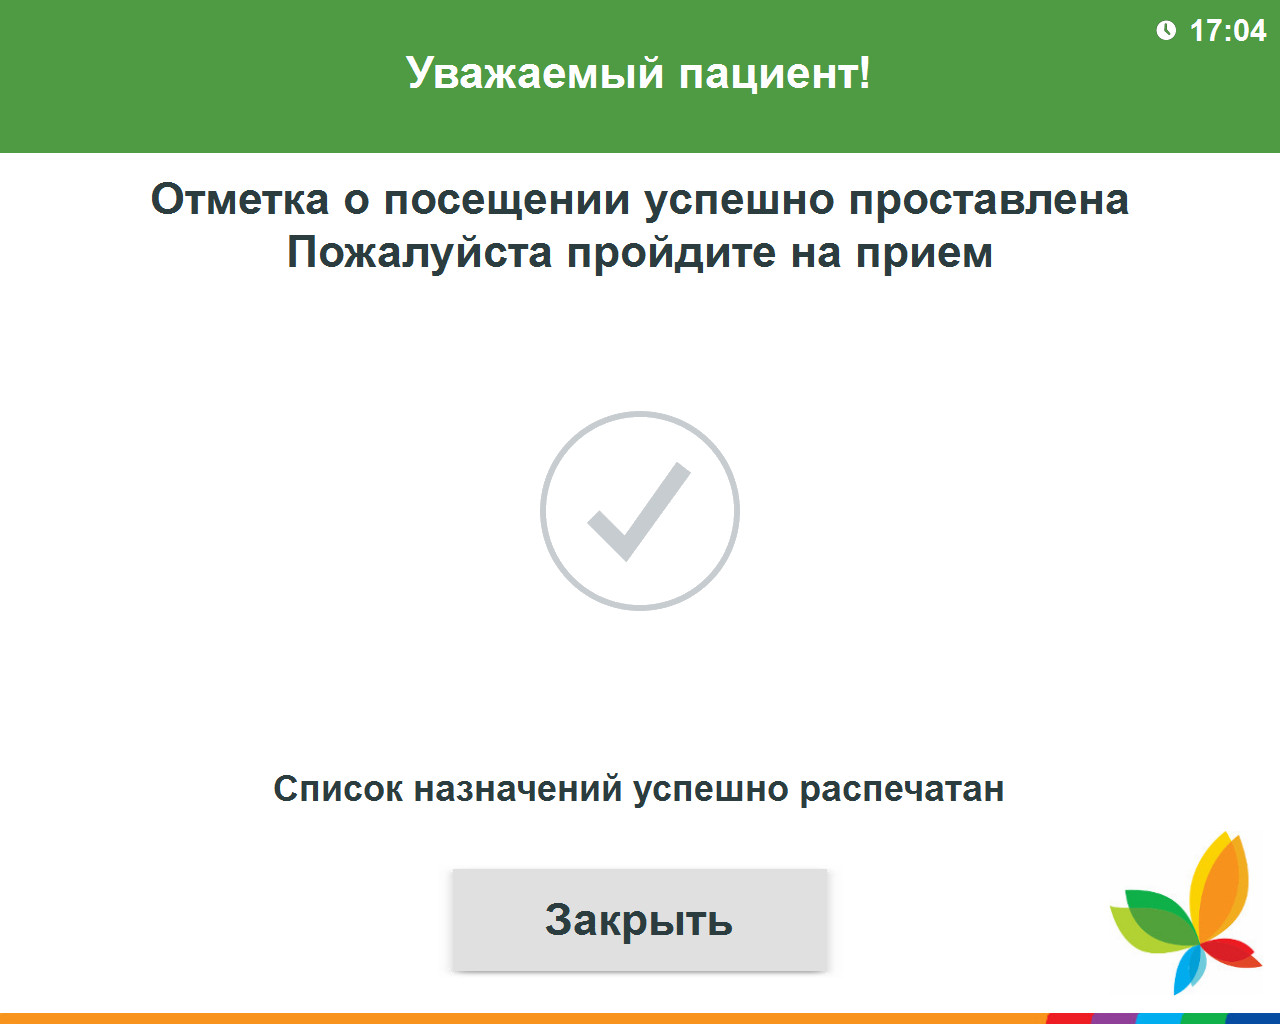 17:04
Уважаемый пациент!
Отметка о посещении успешно проставлена
Пожалуйста пройдите на прием
Список назначений успешно распечатан
Закрыть